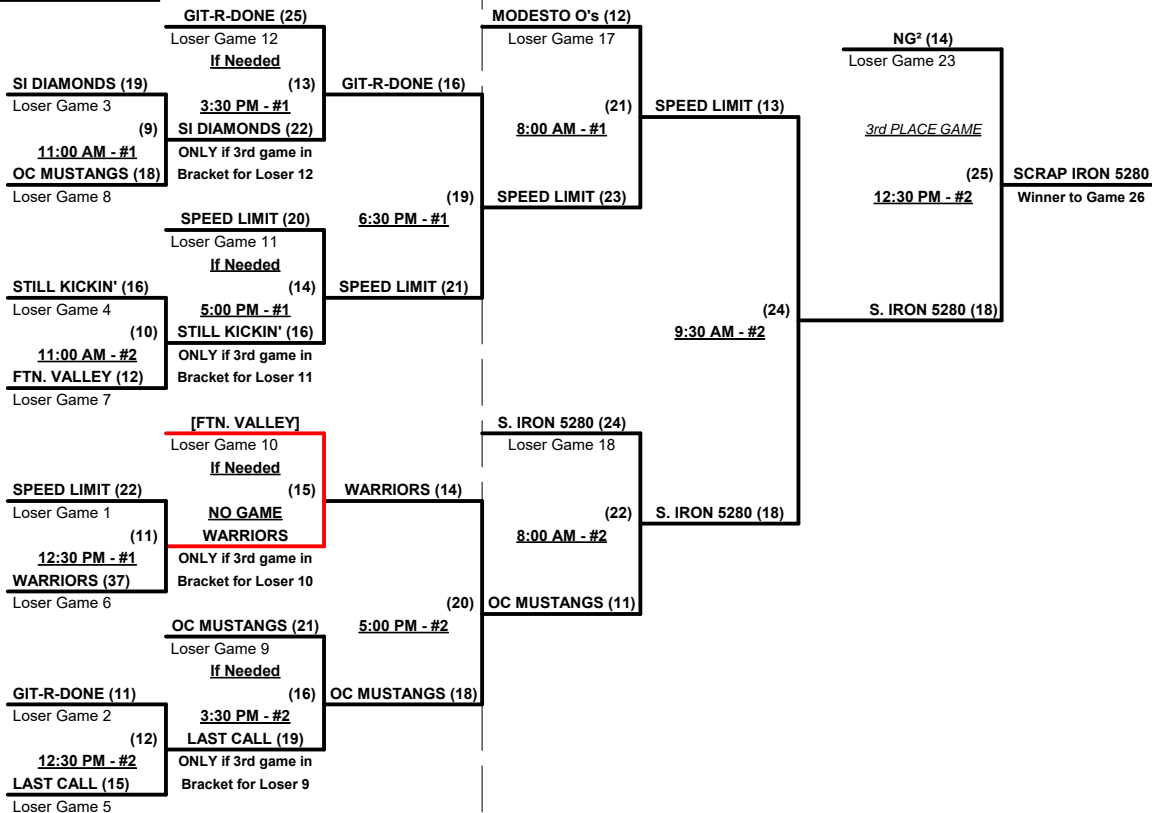 GIT-R-DONE (25)
Loser Game 12
If Needed
(13)
3:30 PM - #1
SI DIAMONDS (22)
ONLY if 3rd game in
Bracket for Loser 12
SI DIAMONDS (19)
Loser Game 3
(9)
11:00 AM - #1
OC MUSTANGS (18)
Loser Game 8
GIT-R-DONE (16)
(19)
6:30 PM - #1
SPEED LIMIT (20)
Loser Game 11
If Needed
(14)
5:00 PM - #1
STILL KICKIN' (16)
ONLY if 3rd game in
Bracket for Loser 11
SPEED LIMIT (21)
STILL KICKIN' (16)
Loser Game 4
(10)
11:00 AM - #2
FTN. VALLEY (12)
Loser Game 7
[FTN. VALLEY]
Loser Game 10
If Needed
(15)
NO GAME
WARRIORS
ONLY if 3rd game in
Bracket for Loser 10
SPEED LIMIT (22)
Loser Game 1
(11)
12:30 PM - #1
WARRIORS (37)
Loser Game 6
WARRIORS (14)
(20)
5:00 PM - #2
OC MUSTANGS (21)
Loser Game 9
If Needed
(16)
3:30 PM - #2
LAST CALL (19)
ONLY if 3rd game in
Bracket for Loser 9
OC MUSTANGS (18)
GIT-R-DONE (11)
Loser Game 2
(12)
12:30 PM - #2
LAST CALL (15)
Loser Game 5
MODESTO O's (12)
Loser Game 17
(21)
8:00 AM - #1
SPEED LIMIT (23)
SPEED LIMIT (13)
(24)
9:30 AM - #2
S. IRON 5280 (24)
Loser Game 18
(22)
8:00 AM - #2
OC MUSTANGS (11)
S. IRON 5280 (18)
NG² (14)
Loser Game 23
3rd PLACE GAME
(25)
12:30 PM - #2
S. IRON 5280 (18)
SCRAP IRON 5280
Winner to Game 26